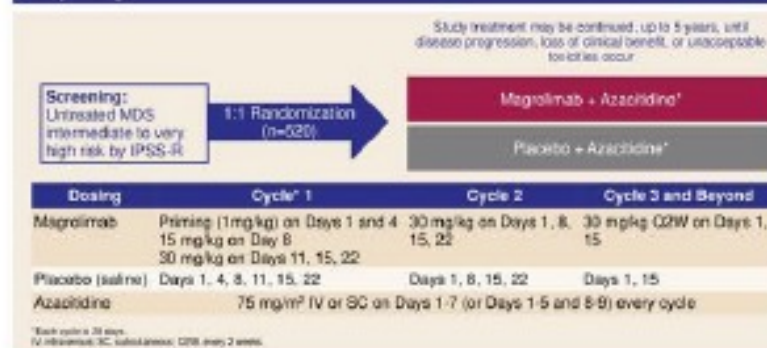 Study treatment may be continued, up to 5 years, until
disease progression, loss of clinical benefit, or unacceptable
toxicities occur
Screening:
Untreated MDS
intermediate to very
high risk by IPSS-R
1:1 Randomization
(n=520)
Magrolimab + Azacitidine*
Placebo + Azacitidine*
Dosing Cycle* 1 Cycle 2 Cycle 3 and Beyond
Magrolimab Priming (1mg/kg) on Days 1 and 4 30 mg/kg on Days 1, 8, 30 mg/kg Q2W on Days 1,
15 mg/kg on Day 8 15, 22 15
30 mg/kg on Days 11, 15, 22
Placebo (saline) Days 1, 4, 8, 11, 15, 22 Days 1, 8, 15, 22 Days 1, 15
Azacitidine 75 mg/m² IV or SC on Days 1-7 (or Days 1-5 and 8-9) every cycle
*Each cycle is 28 days.
IV, intravenous; SC, subcutaneous; Q2W, every 2 weeks.